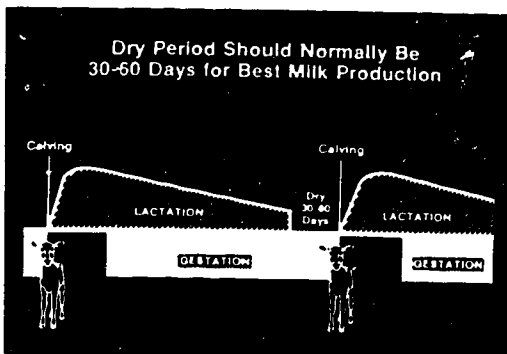 Dry Period Should Normally Be
30-60 Days for Best Milk Production
Calving
Calving
LACTATION
Dry
30-60
Days
LACTATION
GESTATION
GESTATION